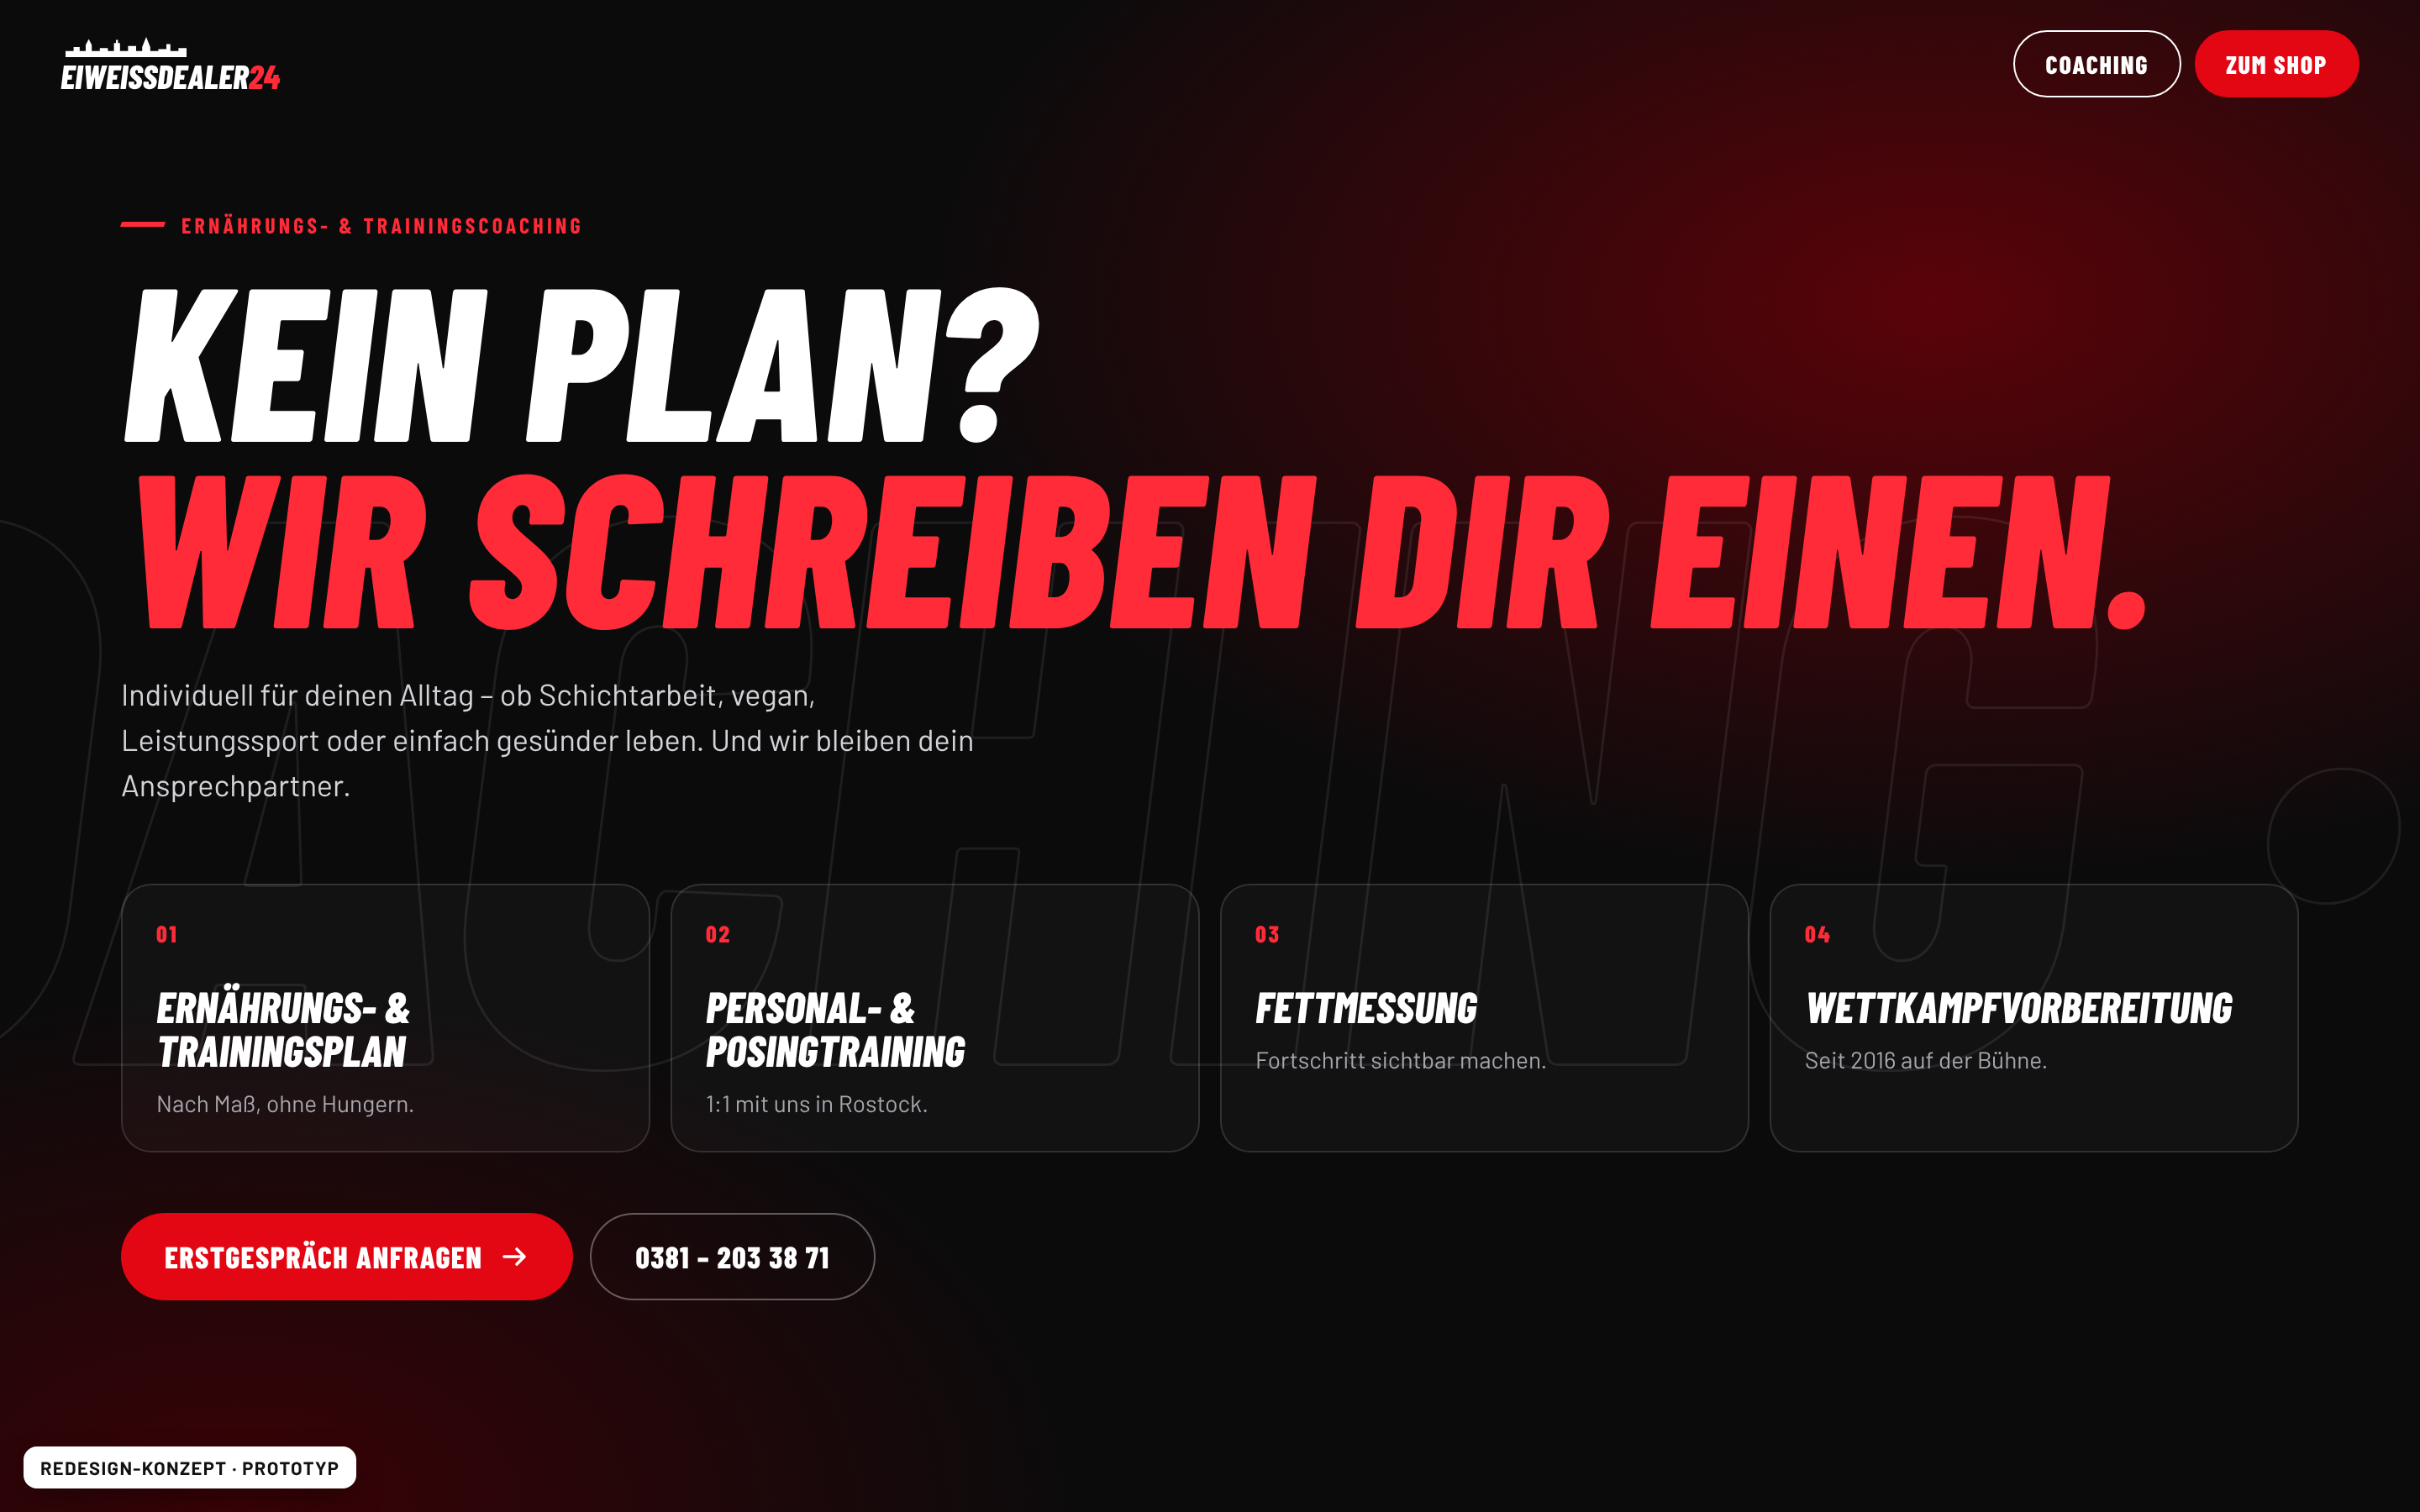 EIWEISSDEALER24
COACHING
ZUM SHOP
ERNÄHRUNGS- & TRAININGSCOACHING
KEIN PLAN?
WIR SCHREIBEN DIR EINEN.
Individuell für deinen Alltag – ob Schichtarbeit, vegan,
Leistungssport oder einfach gesünder leben. Und wir bleiben dein
Ansprechpartner.
ACHING.
01
ERNÄHRUNGS- &
TRAININGSPLAN
Nach Maß, ohne Hungern.
02
PERSONAL- &
POSINGTRAINING
1:1 mit uns in Rostock.
03
FETTMESSUNG
Fortschritt sichtbar machen.
04
WETTKAMPFVORBEREITUNG
Seit 2016 auf der Bühne.
ERSTGESPRÄCH ANFRAGEN →
0381 – 203 38 71
REDESIGN-KONZEPT · PROTOTYP